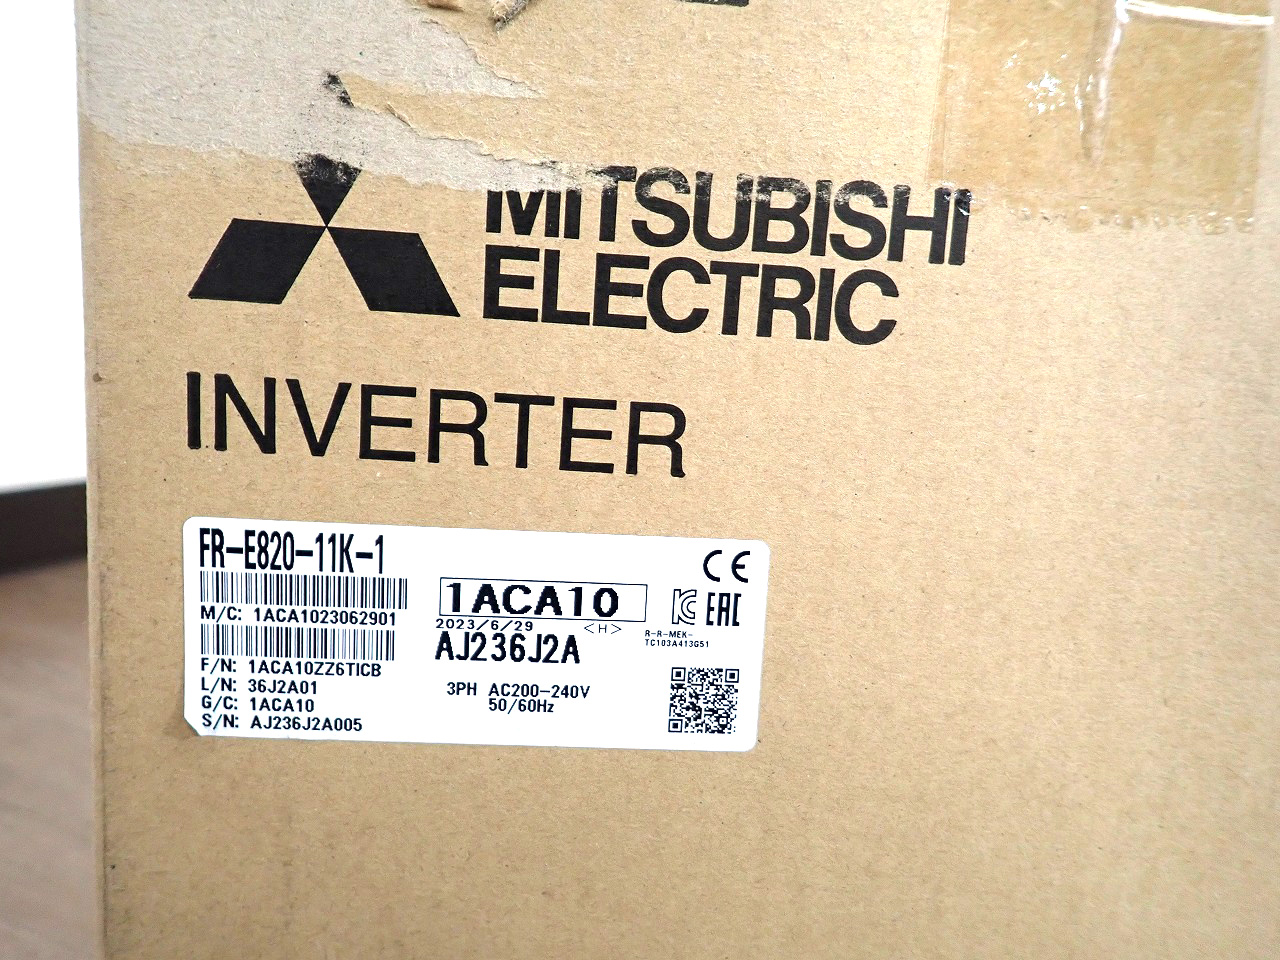 MITSUBISHI
ELECTRIC
INVERTER
FR-E820-11K-1
M/C: 1ACA1023062901
F/N: 1ACA10ZZ6TICB
L/N: 36J2A01
G/C: 1ACA10
S/N: AJ236J2A005
1ACA10
2023/6/29 <H>
AJ236J2A
3PH AC200-240V
50/60Hz
CE
KC EAC
R-R-MEK-
TC103A413G51